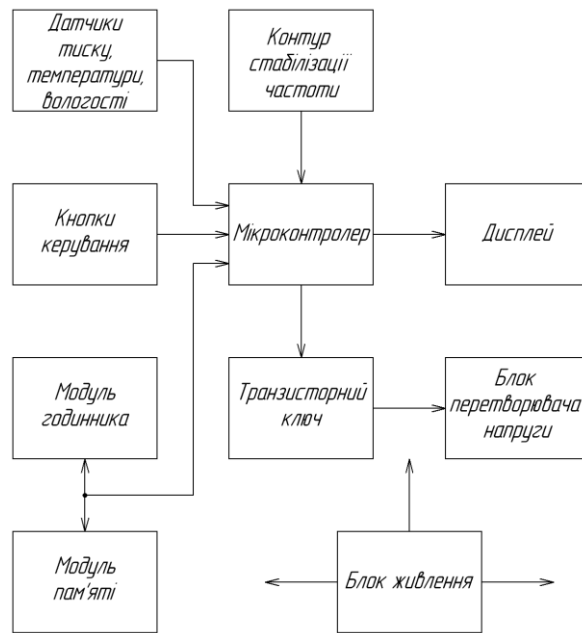 Датчики
тиску,
температури,
вологості
Контур
стабілізації
частоти
Кнопки
керування
Мікроконтролер
Дисплей
Модуль
годинника
Транзисторний
ключ
Блок
перетворювача
напруги
Модуль
пам'яті
Блок живлення